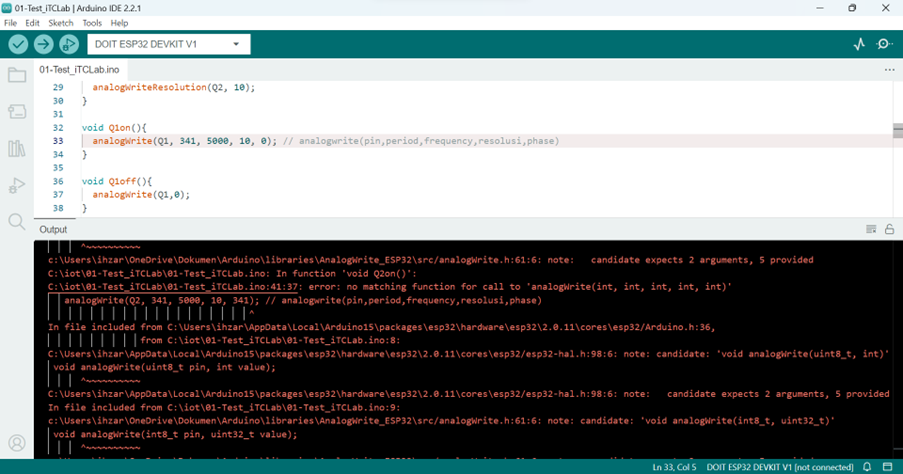 01-Test_iTCLab | Arduino IDE 2.2.1
File Edit Sketch Tools Help
DOIT ESP32 DEVKIT V1
01-Test_iTCLab.ino
29 analogWriteResolution(Q2, 10);
30 }
31
32 void Q1on(){
33 analogWrite(Q1, 341, 5000, 10, 0); // analogwrite(pin,period,frequency,resolusi,phase)
34 }
35
36 void Q1off(){
37 analogWrite(Q1,0);
38 }
Output
^~~~~~~~~~~
c:\Users\ihzar\OneDrive\Dokumen\Arduino\libraries\AnalogWrite_ESP32\src/analogWrite.h:61:6: note:   candidate expects 2 arguments, 5 provided
C:\iot\01-Test_iTCLab\01-Test_iTCLab.ino: In function 'void Q2on()':
C:\iot\01-Test_iTCLab\01-Test_iTCLab.ino:41:37: error: no matching function for call to 'analogWrite(int, int, int, int, int)'
analogWrite(Q2, 341, 5000, 10, 341); // analogwrite(pin,period,frequency,resolusi,phase)
^
In file included from C:\Users\ihzar\AppData\Local\Arduino15\packages\esp32\hardware\esp32\2.0.11\cores\esp32/Arduino.h:36,
from C:\iot\01-Test_iTCLab\01-Test_iTCLab.ino:8:
C:\Users\ihzar\AppData\Local\Arduino15\packages\esp32\hardware\esp32\2.0.11\cores\esp32/esp32-hal.h:98:6: note: candidate: 'void analogWrite(uint8_t, int)'
void analogWrite(uint8_t pin, int value);
^~~~~~~~~~~
C:\Users\ihzar\AppData\Local\Arduino15\packages\esp32\hardware\esp32\2.0.11\cores\esp32/esp32-hal.h:98:6: note:   candidate expects 2 arguments, 5 provided
In file included from C:\iot\01-Test_iTCLab\01-Test_iTCLab.ino:9:
c:\Users\ihzar\OneDrive\Dokumen\Arduino\libraries\AnalogWrite_ESP32\src/analogWrite.h:61:6: note: candidate: 'void analogWrite(int8_t, uint32_t)'
void analogWrite(int8_t pin, uint32_t value);
^~~~~~~~~~~
Ln 33, Col 5 DOIT ESP32 DEVKIT V1 [not connected]